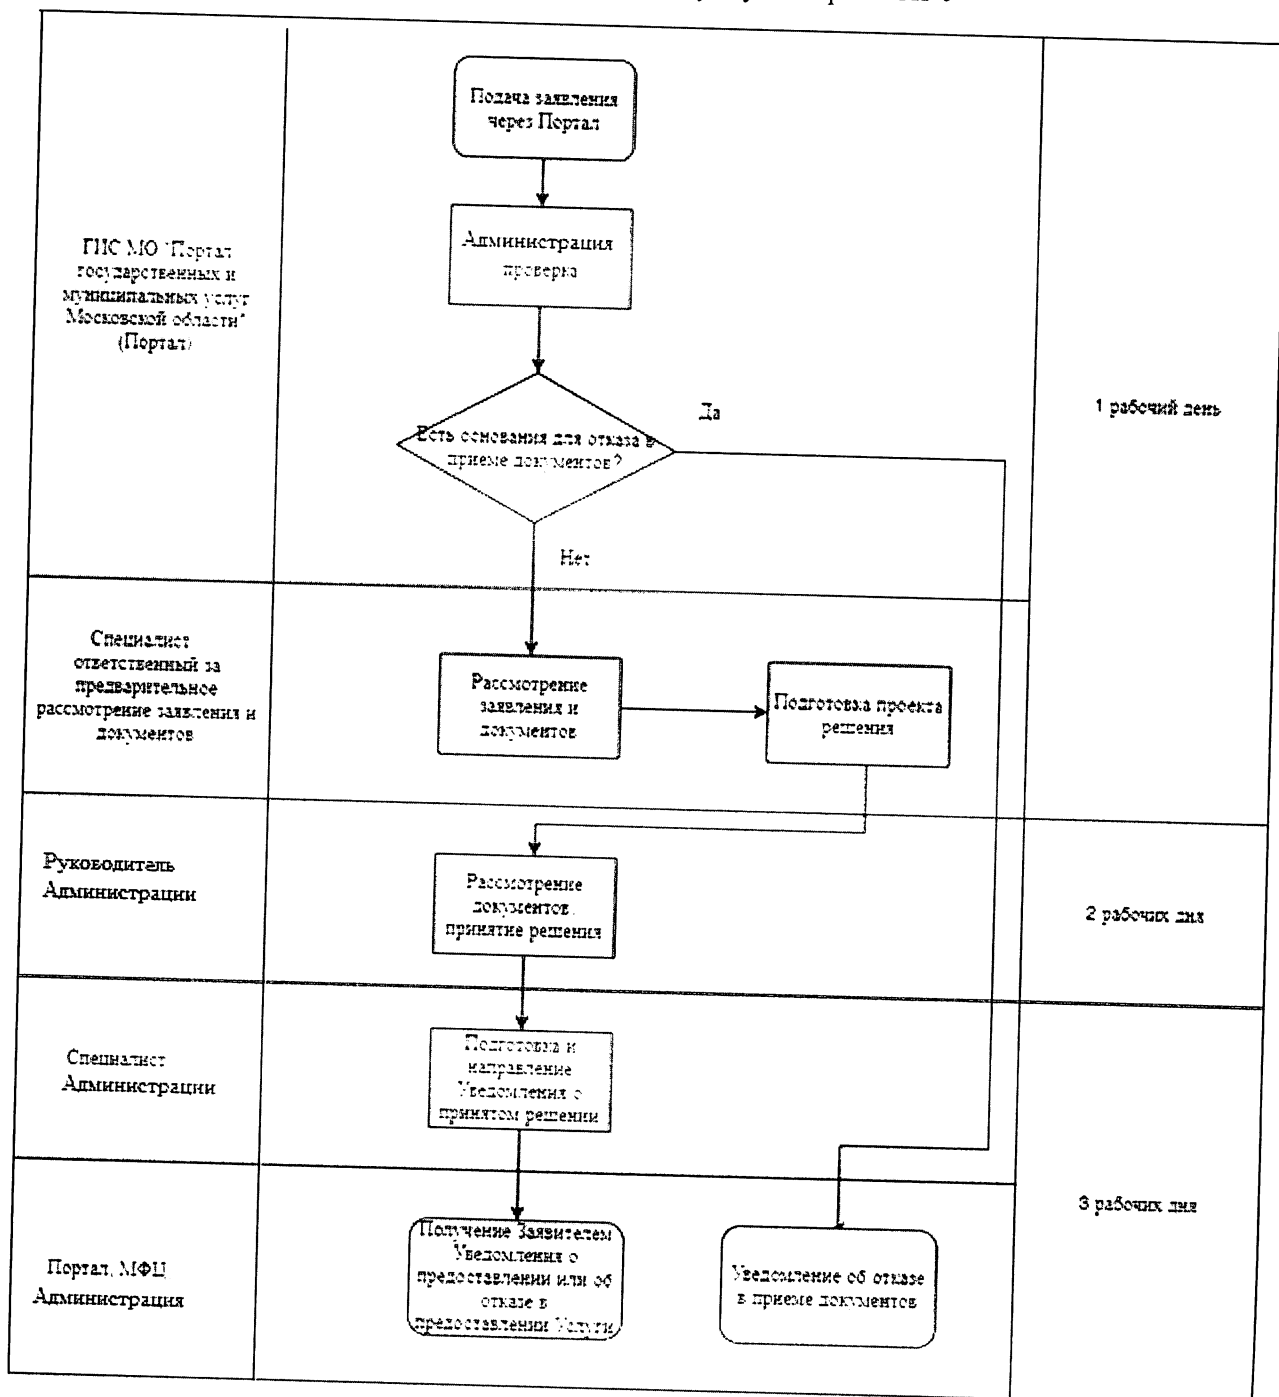 ГИС МО "Портал
государственных и
муниципальных услуг
Московской области"
(Портал)
Подача заявления
через Портал
Администрация
проверка
Есть основания для отказа в
приеме документов?
Да
Нет
1 рабочий день
Специалист
ответственный за
предварительное
рассмотрение заявления и
документов
Рассмотрение
заявления и
документов
Подготовка проекта
решения
Руководитель
Администрации
Рассмотрение
документов,
принятие решения
2 рабочих дня
Специалист
Администрации
Подготовка и
направление
Уведомления о
принятом решении
3 рабочих дня
Портал, МФЦ
Администрация
Получение Заявителем
Уведомления о
предоставлении или об
отказе в
предоставлении Услуги
Уведомление об отказе
в приеме документов